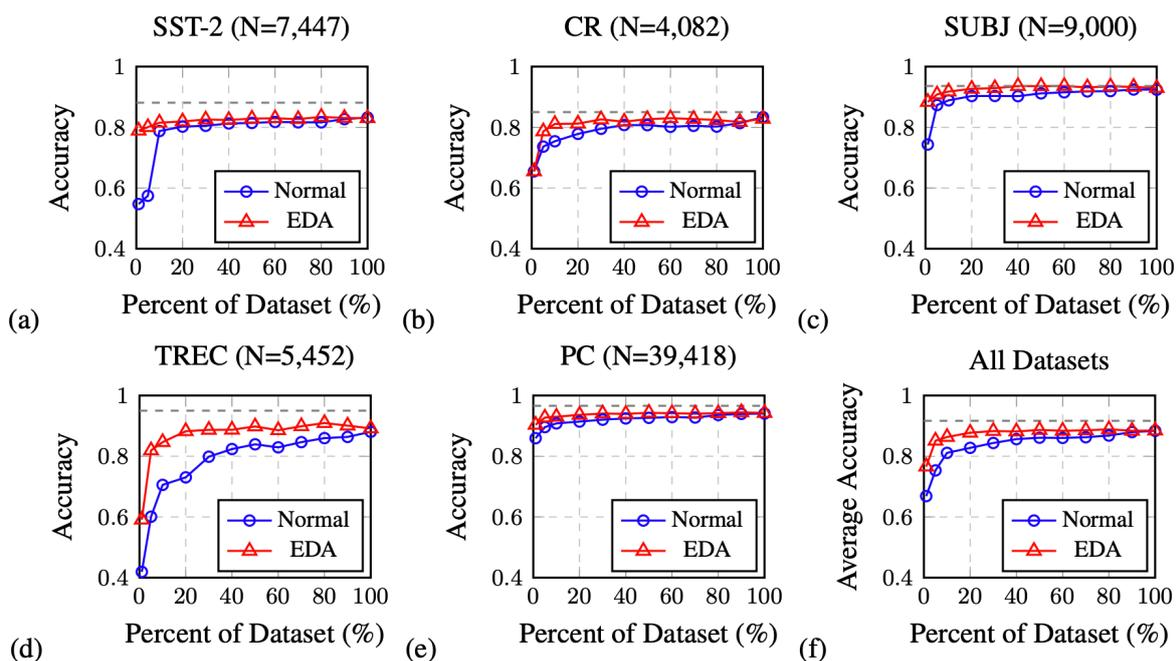 SST-2 (N=7,447)
1
0.8
0.6
0.4
Accuracy
Normal
EDA
0 20 40 60 80 100
Percent of Dataset (%)
(a)
CR (N=4,082)
1
0.8
0.6
0.4
Accuracy
Normal
EDA
0 20 40 60 80 100
Percent of Dataset (%)
(b)
SUBJ (N=9,000)
1
0.8
0.6
0.4
Accuracy
Normal
EDA
0 20 40 60 80 100
Percent of Dataset (%)
(c)
TREC (N=5,452)
1
0.8
0.6
0.4
Accuracy
Normal
EDA
0 20 40 60 80 100
Percent of Dataset (%)
(d)
PC (N=39,418)
1
0.8
0.6
0.4
Accuracy
Normal
EDA
0 20 40 60 80 100
Percent of Dataset (%)
(e)
All Datasets
1
0.8
0.6
0.4
Average Accuracy
Normal
EDA
0 20 40 60 80 100
Percent of Dataset (%)
(f)